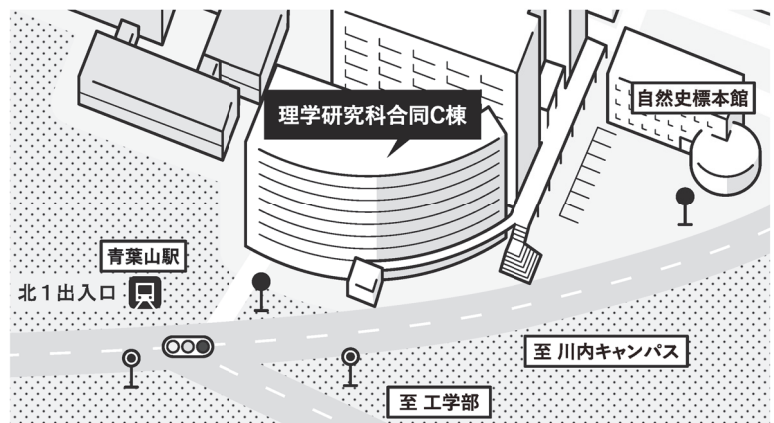 理学研究科合同C棟
自然史標本館
青葉山駅
北1出入口
至 川内キャンパス
至 工学部